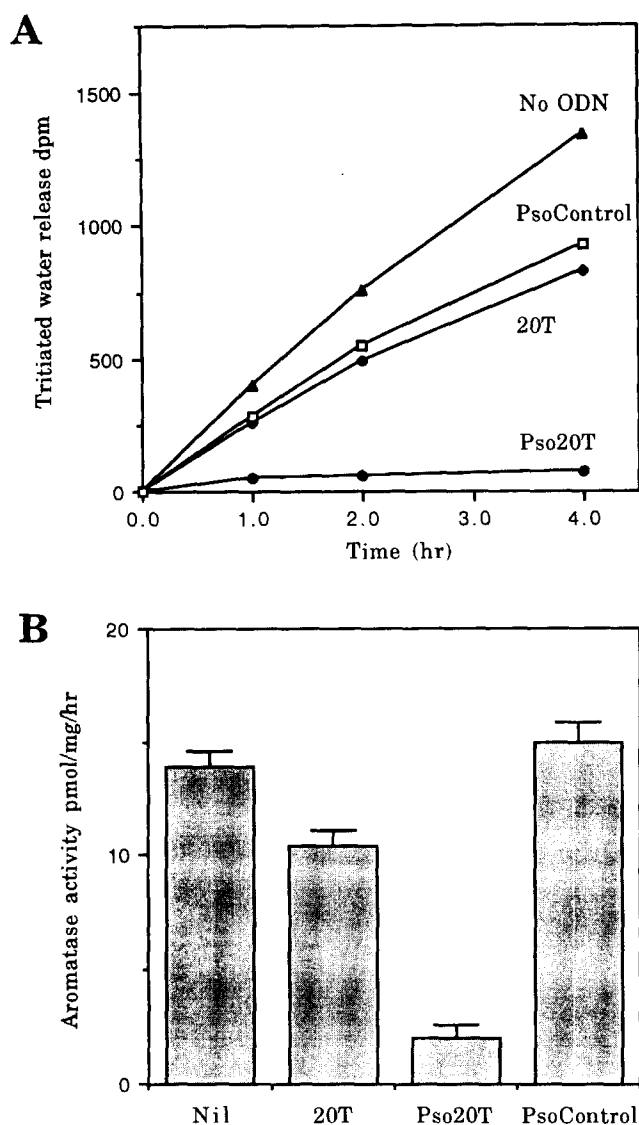 A
Tritiated water release dpm
1500
1000
500
0
No ODN
PsoControl
20T
Pso20T
0.0 1.0 2.0 3.0 4.0
Time (hr)
B
Aromatase activity pmol/mg/hr
20
10
0
Nil 20T Pso20T PsoControl